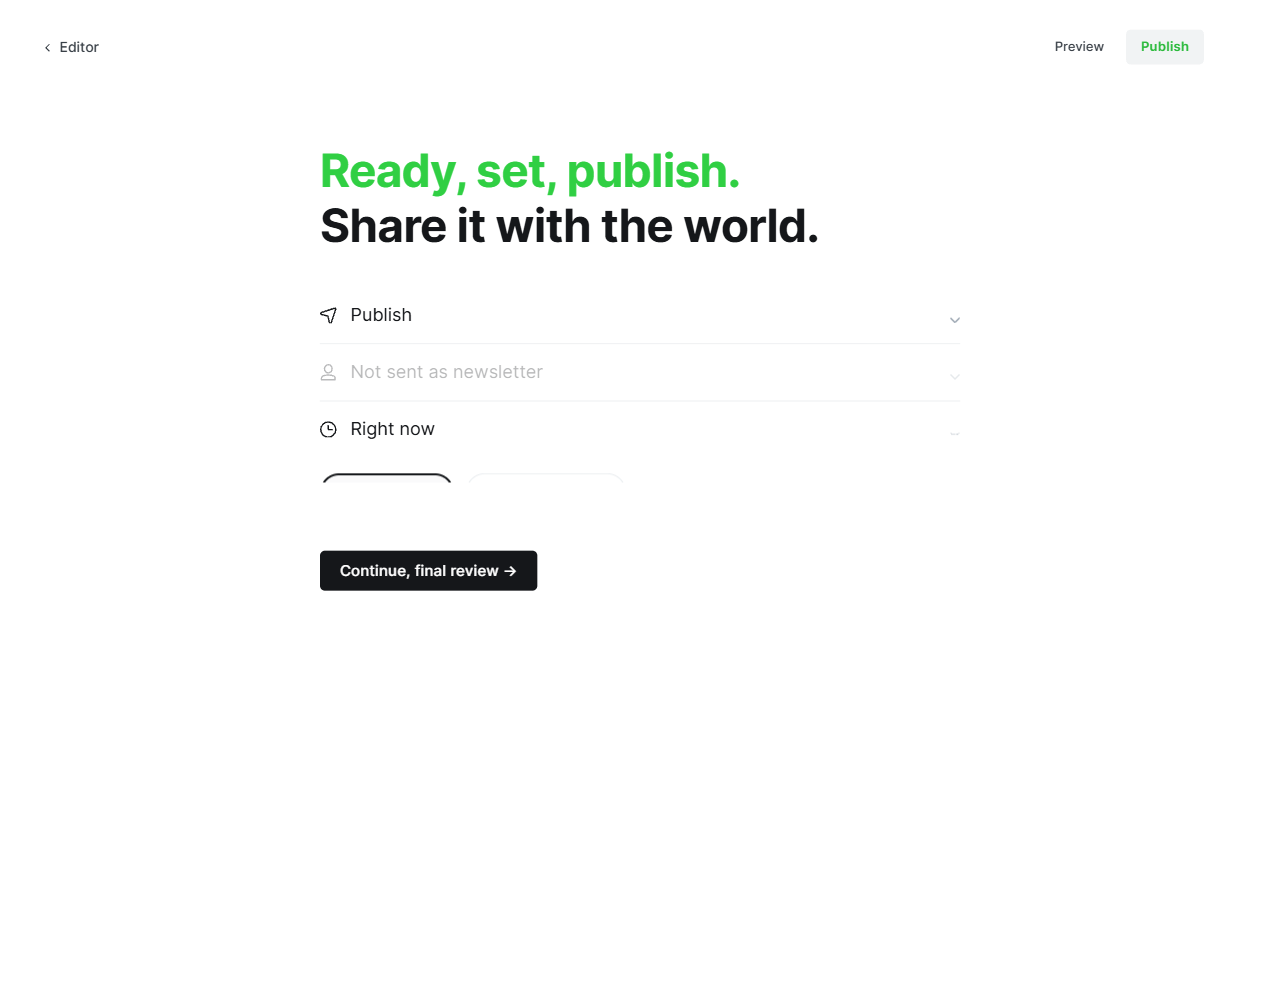 Editor
Preview
Publish
Ready, set, publish.
Share it with the world.
Publish
Not sent as newsletter
Right now
Continue, final review →